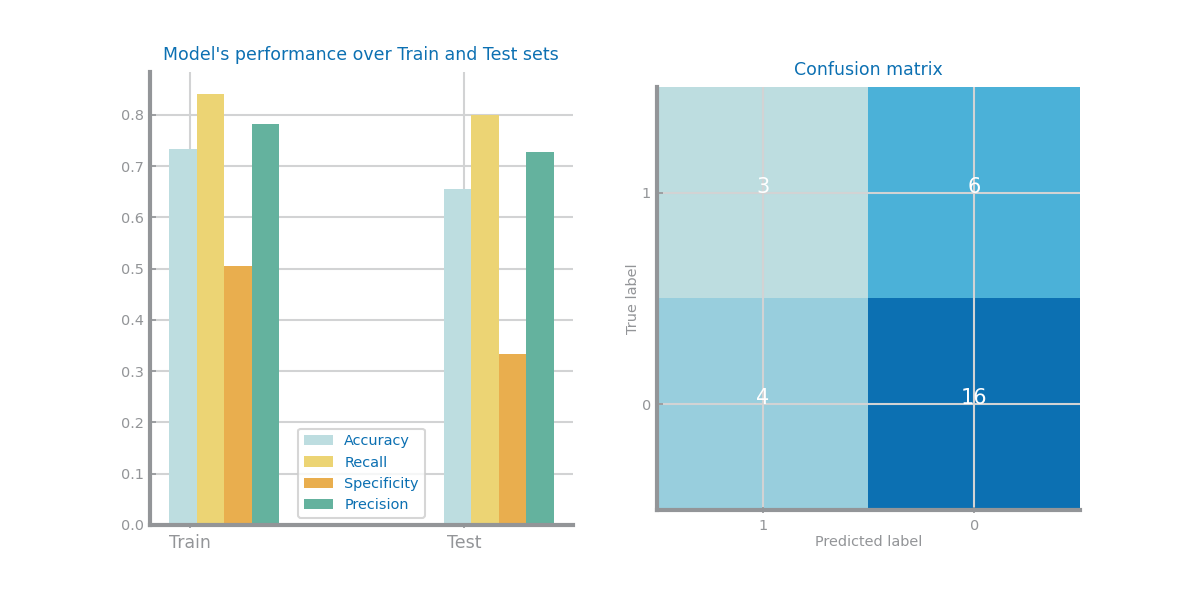 Model's performance over Train and Test sets
0.8
0.7
0.6
0.5
0.4
0.3
0.2
0.1
0.0
Accuracy
Recall
Specificity
Precision
Train
Test
Confusion matrix
True label
1
3
6
0
4
16
1
0
Predicted label